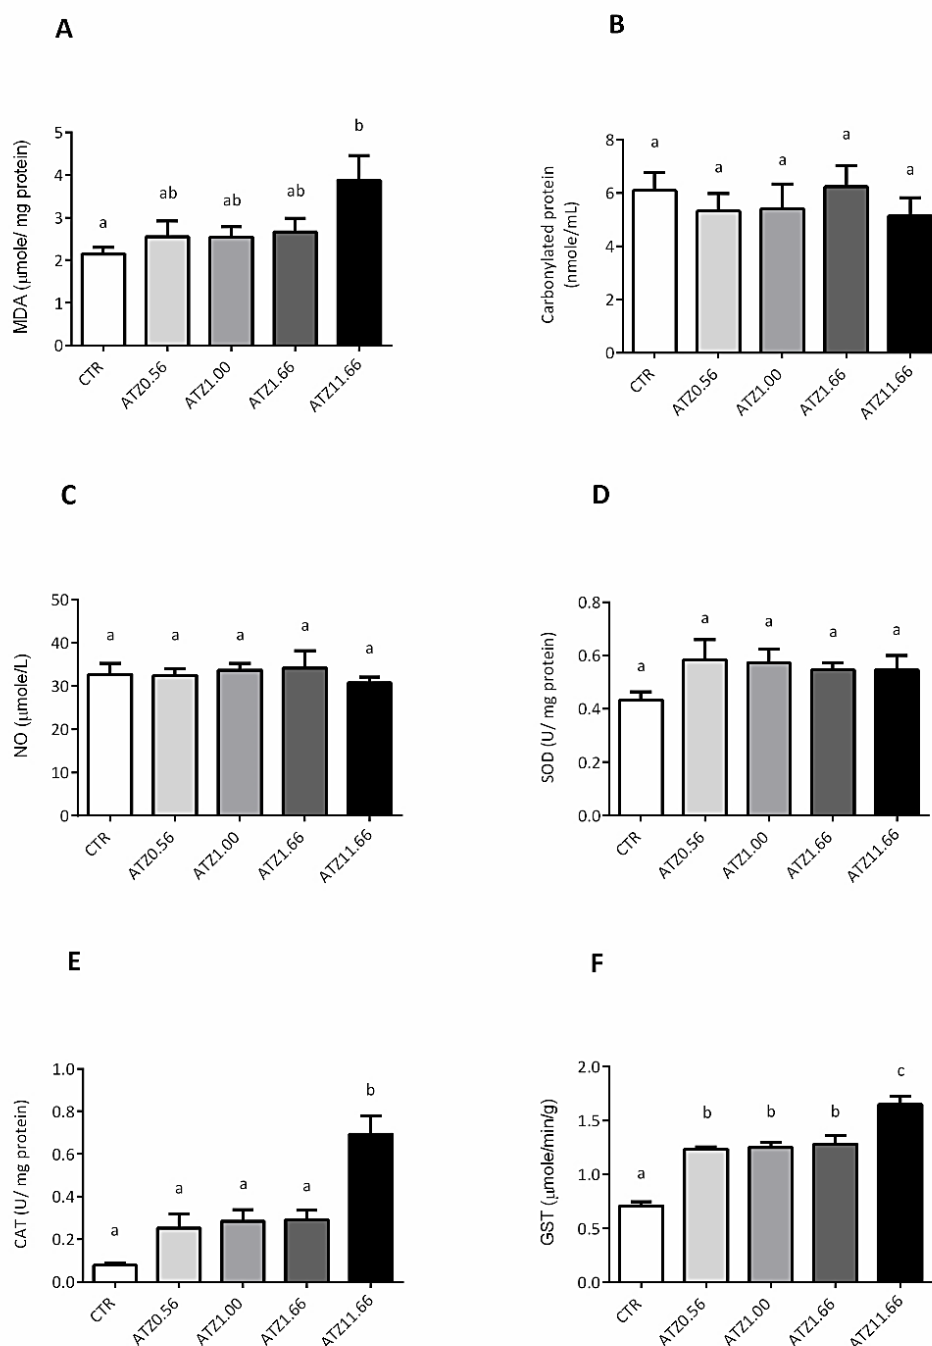 A
MDA (μmole/ mg protein)
5
4
3
2
1
0
a
ab
ab
ab
b
CTR
ATZ0.56
ATZ1.00
ATZ1.66
ATZ11.66
B
Carbonylated protein
(nmole/mL)
8
6
4
2
0
a
a
a
a
a
CTR
ATZ0.56
ATZ1.00
ATZ1.66
ATZ11.66
C
NO (μmole/L)
50
40
30
20
10
0
a
a
a
a
a
CTR
ATZ0.56
ATZ1.00
ATZ1.66
ATZ11.66
D
SOD (U/ mg protein)
0.8
0.6
0.4
0.2
0.0
a
a
a
a
a
CTR
ATZ0.56
ATZ1.00
ATZ1.66
ATZ11.66
E
CAT (U/ mg protein)
1.0
0.8
0.6
0.4
0.2
0.0
a
a
a
a
b
CTR
ATZ0.56
ATZ1.00
ATZ1.66
ATZ11.66
F
GST (μmole/min/g)
2.0
1.5
1.0
0.5
0.0
a
b
b
b
c
CTR
ATZ0.56
ATZ1.00
ATZ1.66
ATZ11.66